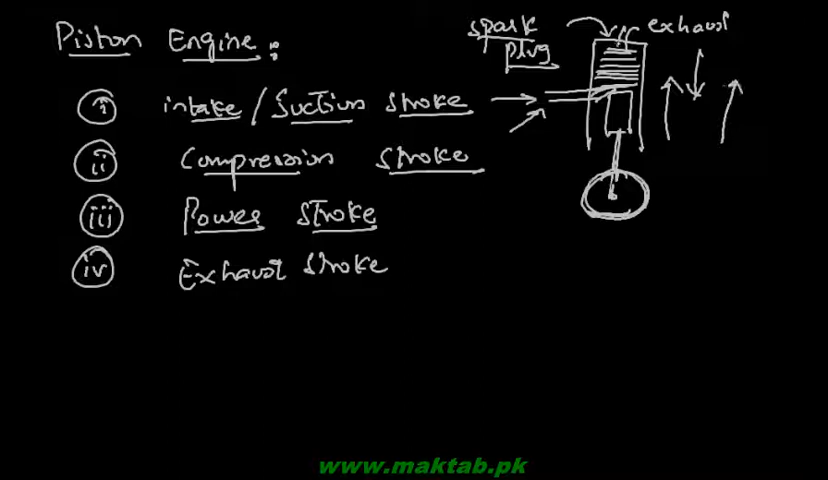 Piston Engine :
i intake / Suction stroke
ii Compression stroke
iii Power stroke
iv Exhaust stroke
spark plug
exhaust
www.maktab.pk